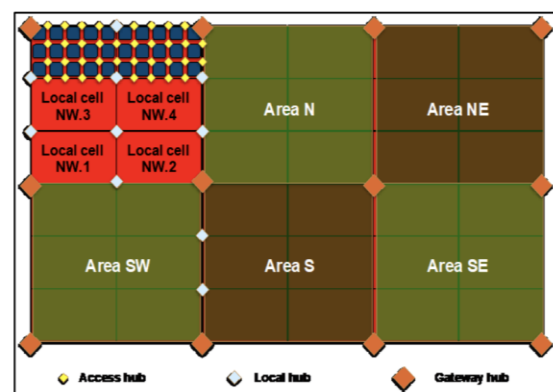 Local cell
NW.3
Local cell
NW.4
Area N
Area NE
Local cell
NW.1
Local cell
NW.2
Area SW
Area S
Area SE
Access hub
Local hub
Gateway hub